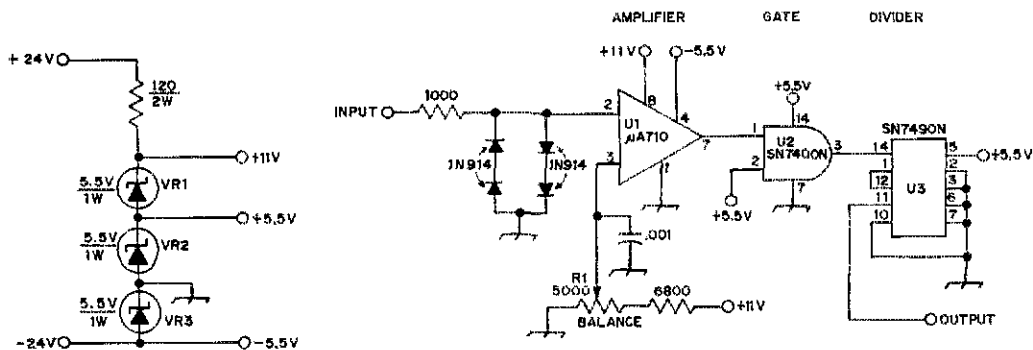 AMPLIFIER GATE DIVIDER
+11V -5.5V
+24V
120
2W
INPUT 1000
2 8 4
U1
μA710
7
3 1
1N914 1N914
+5.5V
14
1 U2 3
SN7400N
2
7
+5.5V
SN7490N
14 5 +5.5V
1 2
12 U3 3
11 6
10 7
+11V
5.5V
1W
VR1
+5.5V
5.5V
1W
VR2
.001
R1
5000 6800
+11V
BALANCE
5.5V
1W
VR3
-24V -5.5V
OUTPUT